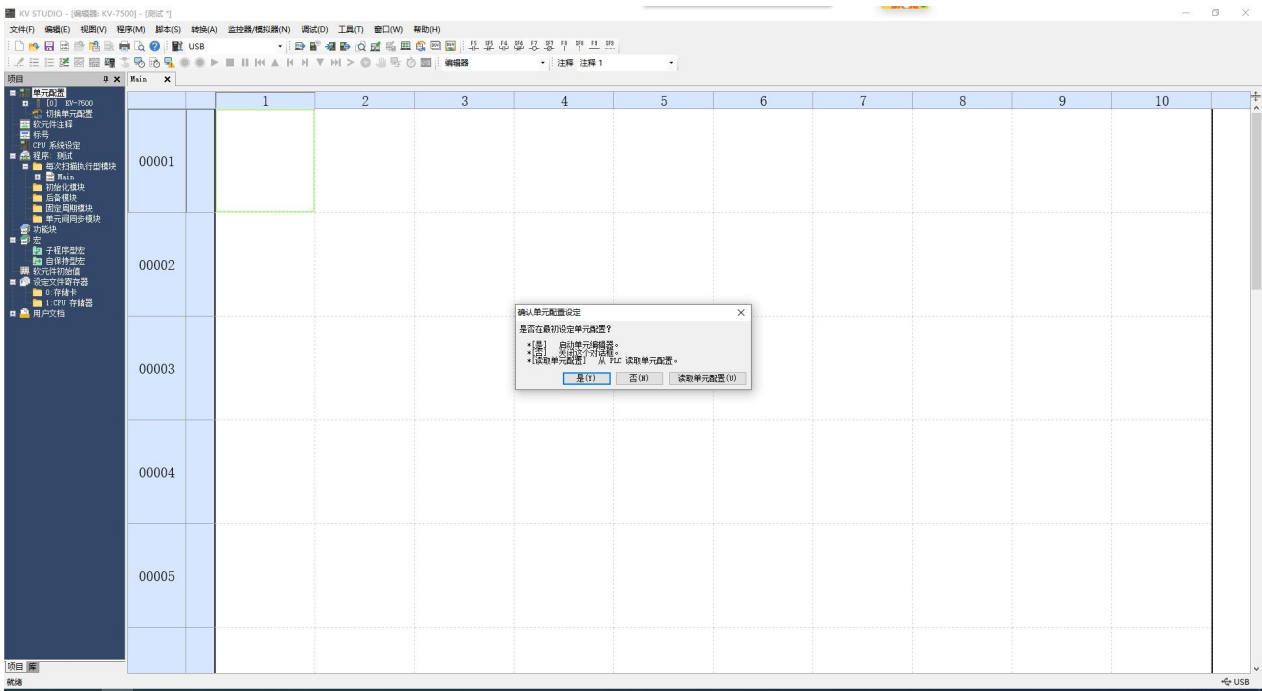 KV STUDIO - [编辑器: KV-7500] - [测试 *]
文件(F) 编辑(E) 视图(V) 程序(M) 脚本(S) 转换(A) 监控器/模拟器(N) 调试(D) 工具(T) 窗口(W) 帮助(H)
USB
编辑器 注释 注释 1
项目
Main
单元配置
[0] KV-7500
切换单元配置
软元件注释
标号
CPU 系统设定
程序: 测试
每次扫描执行型模块
Main
初始化模块
后备模块
固定周期模块
单元间同步模块
功能块
宏
子程序型宏
自保持型宏
软元件初始值
设定文件寄存器
0:存储卡
1:CPU 存储器
用户文档
1 2 3 4 5 6 7 8 9 10
00001
00002
00003
00004
00005
确认单元配置设定
是否在最初设定单元配置?
*[是] 启动单元编辑器。
*[否] 关闭这个对话框。
*[读取单元配置] 从 PLC 读取单元配置。
是(Y) 否(N) 读取单元配置(U)
项目 库
就绪
USB